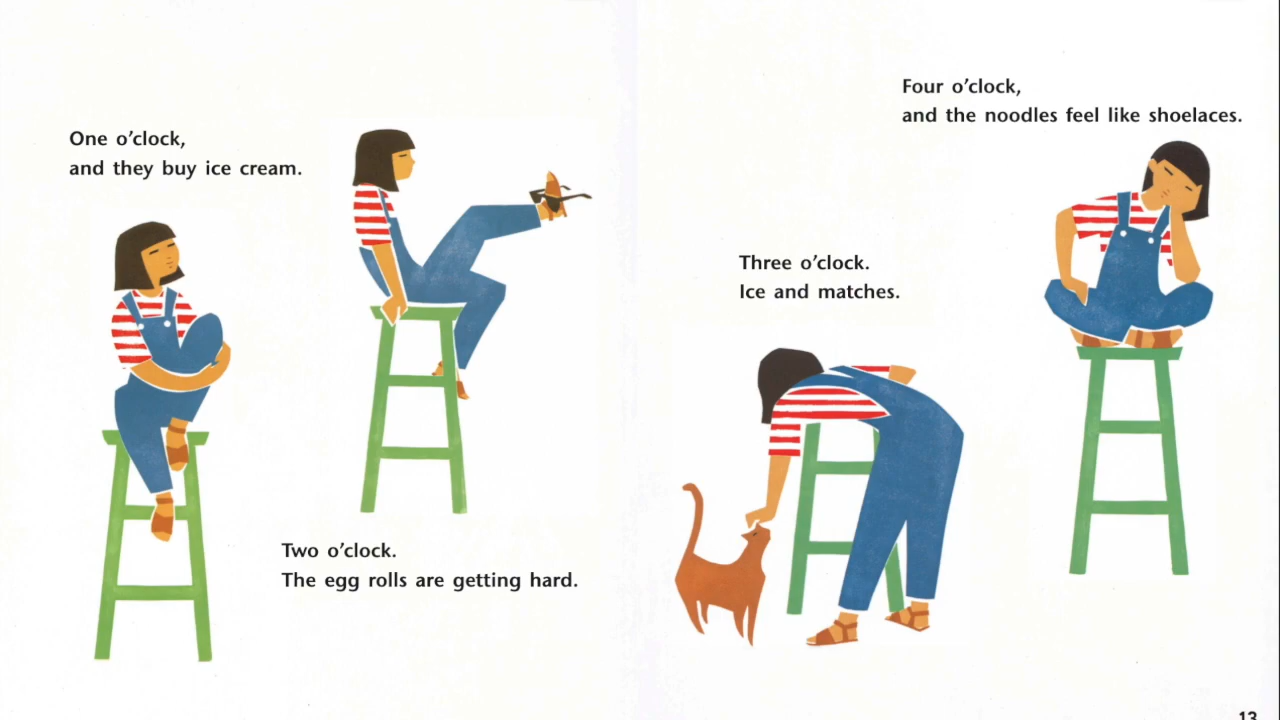 One o'clock,
and they buy ice cream.
Two o'clock.
The egg rolls are getting hard.
Three o'clock.
Ice and matches.
Four o'clock,
and the noodles feel like shoelaces.
13